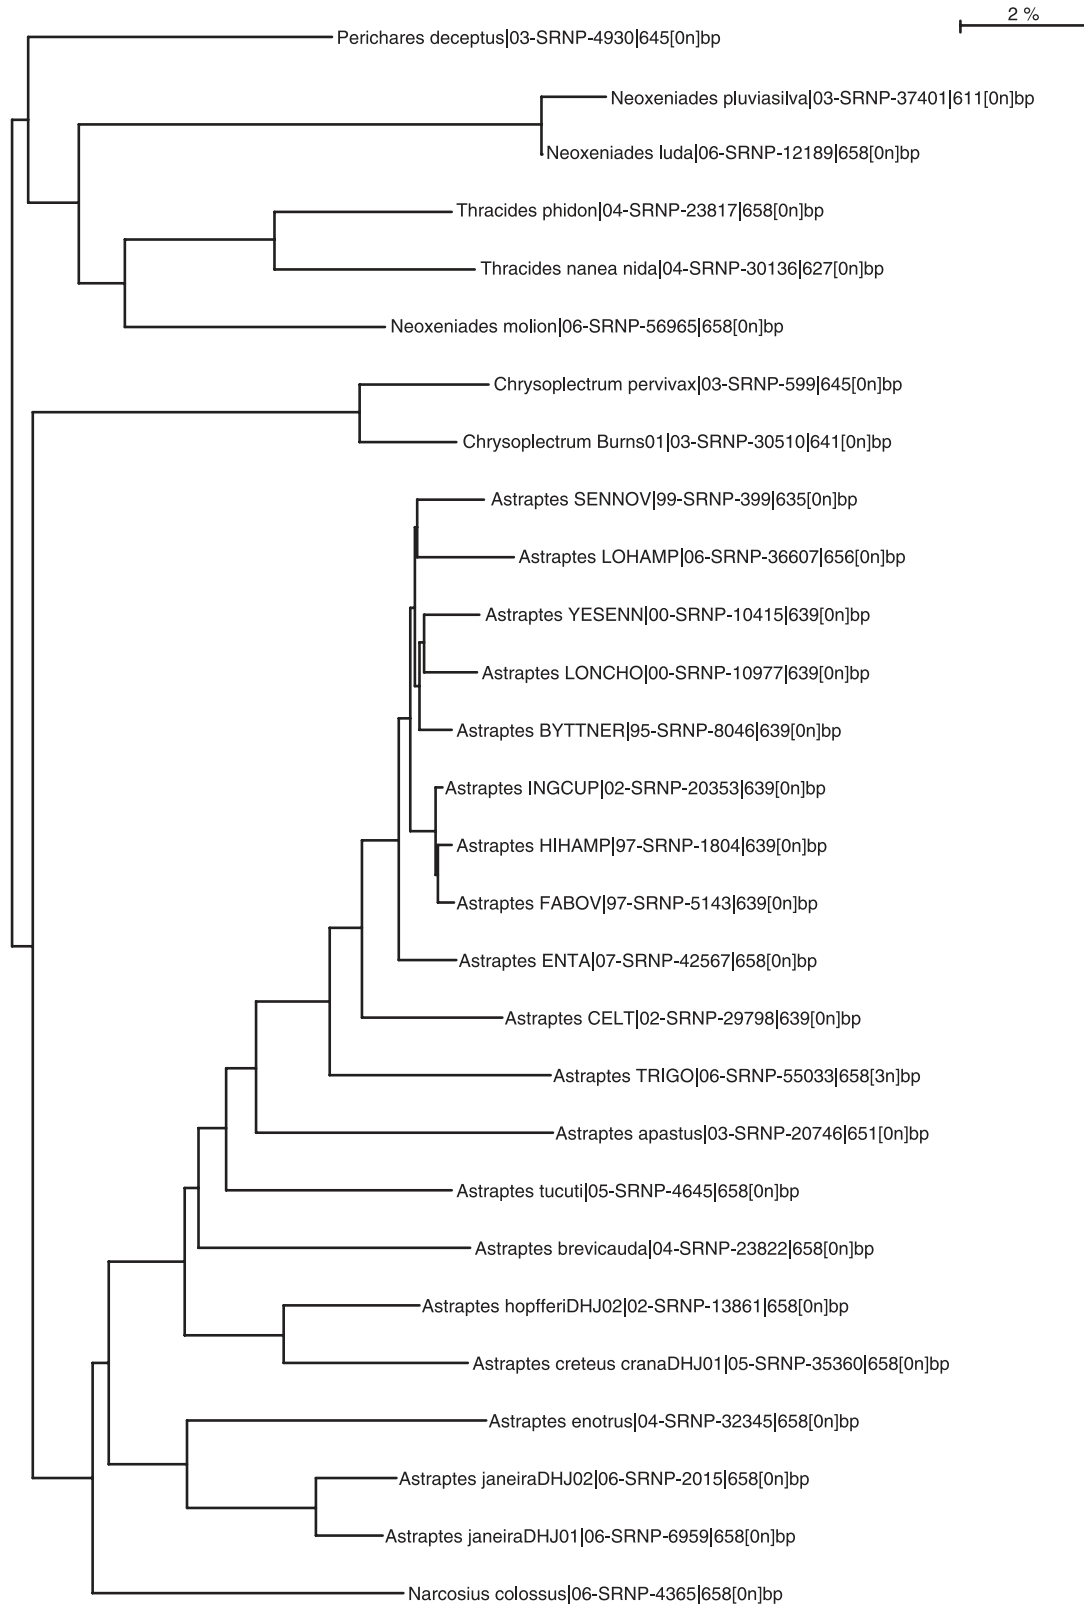 2 %
Perichares deceptus|03-SRNP-4930|645[0n]bp
Neoxeniades pluviasilva|03-SRNP-37401|611[0n]bp
Neoxeniades luda|06-SRNP-12189|658[0n]bp
Thracides phidon|04-SRNP-23817|658[0n]bp
Thracides nanea nida|04-SRNP-30136|627[0n]bp
Neoxeniades molion|06-SRNP-56965|658[0n]bp
Chrysoplectrum pervivax|03-SRNP-599|645[0n]bp
Chrysoplectrum Burns01|03-SRNP-30510|641[0n]bp
Astraptes SENNOV|99-SRNP-399|635[0n]bp
Astraptes LOHAMP|06-SRNP-36607|656[0n]bp
Astraptes YESENN|00-SRNP-10415|639[0n]bp
Astraptes LONCHO|00-SRNP-10977|639[0n]bp
Astraptes BYTTNER|95-SRNP-8046|639[0n]bp
Astraptes INGCUP|02-SRNP-20353|639[0n]bp
Astraptes HIHAMP|97-SRNP-1804|639[0n]bp
Astraptes FABOV|97-SRNP-5143|639[0n]bp
Astraptes ENTA|07-SRNP-42567|658[0n]bp
Astraptes CELT|02-SRNP-29798|639[0n]bp
Astraptes TRIGO|06-SRNP-55033|658[3n]bp
Astraptes apastus|03-SRNP-20746|651[0n]bp
Astraptes tucuti|05-SRNP-4645|658[0n]bp
Astraptes brevicauda|04-SRNP-23822|658[0n]bp
Astraptes hopfferiDHJ02|02-SRNP-13861|658[0n]bp
Astraptes creteus cranaDHJ01|05-SRNP-35360|658[0n]bp
Astraptes enotrus|04-SRNP-32345|658[0n]bp
Astraptes janeiraDHJ02|06-SRNP-2015|658[0n]bp
Astraptes janeiraDHJ01|06-SRNP-6959|658[0n]bp
Narcosius colossus|06-SRNP-4365|658[0n]bp